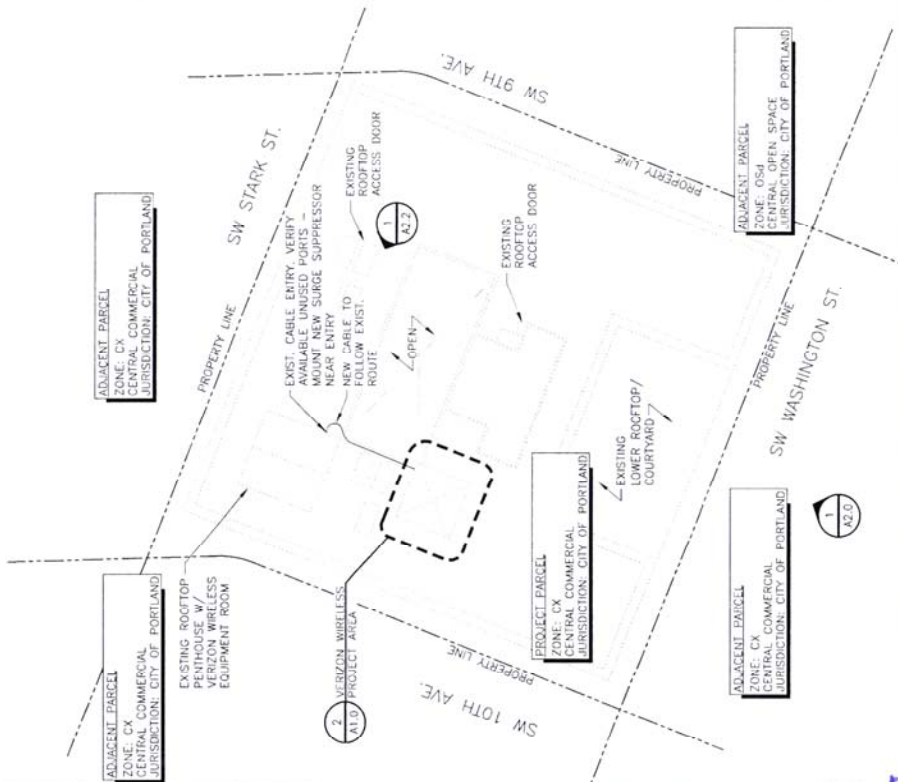 ADJACENT PARCEL
ZONE: CX
CENTRAL COMMERCIAL
JURISDICTION: CITY OF PORTLAND
EXISTING ROOFTOP
PENTHOUSE W/
VERIZON WIRELESS
EQUIPMENT ROOM
2
A1.0
VERIZON WIRELESS
PROJECT AREA
SW 10TH AVE.
PROPERTY LINE
ADJACENT PARCEL
ZONE: CX
CENTRAL COMMERCIAL
JURISDICTION: CITY OF PORTLAND
PROPERTY LINE
SW STARK ST.
EXIST. CABLE ENTRY. VERIFY
AVAILABLE UNUSED PORTS –
MOUNT NEW SURGE SUPPRESSOR
NEAR ENTRY
NEW CABLE TO
FOLLOW EXIST.
ROUTE
OPEN
EXISTING
ROOFTOP
ACCESS DOOR
1
A2.2
EXISTING
ROOFTOP
ACCESS DOOR
SW 9TH AVE.
PROPERTY LINE
PROJECT PARCEL
ZONE: CX
CENTRAL COMMERCIAL
JURISDICTION: CITY OF PORTLAND
EXISTING
LOWER ROOFTOP/
COURTYARD
PROPERTY LINE
SW WASHINGTON ST.
ADJACENT PARCEL
ZONE: CX
CENTRAL COMMERCIAL
JURISDICTION: CITY OF PORTLAND
1
A2.0
ADJACENT PARCEL
ZONE: OSd
CENTRAL OPEN SPACE
JURISDICTION: CITY OF PORTLAND